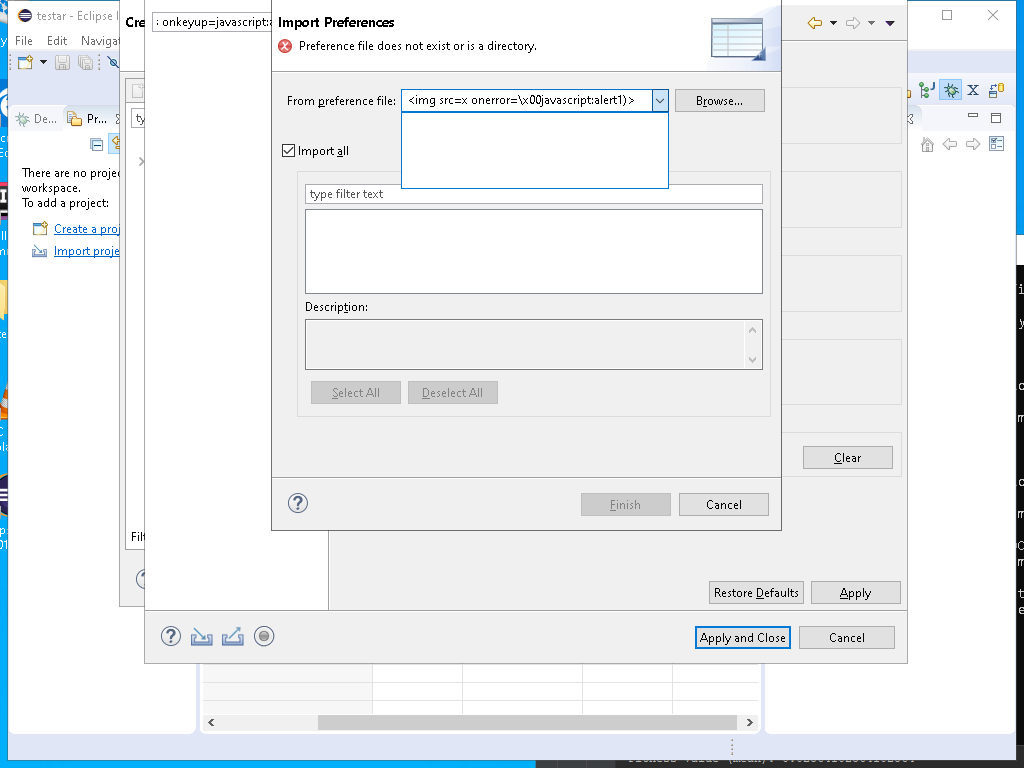 testar - Eclipse I
File Edit Navigat
De...
Pr...
There are no proje
workspace.
To add a project:
Create a proj
Import proje
Cre
ty
Filt
; onkeyup=javascript:a
Import Preferences
Preference file does not exist or is a directory.
From preference file: <img src=x onerror=\x00javascript:alert1)> Browse...
Import all
type filter text
Description:
Select All Deselect All
Finish Cancel
Clear
Restore Defaults Apply
Apply and Close Cancel